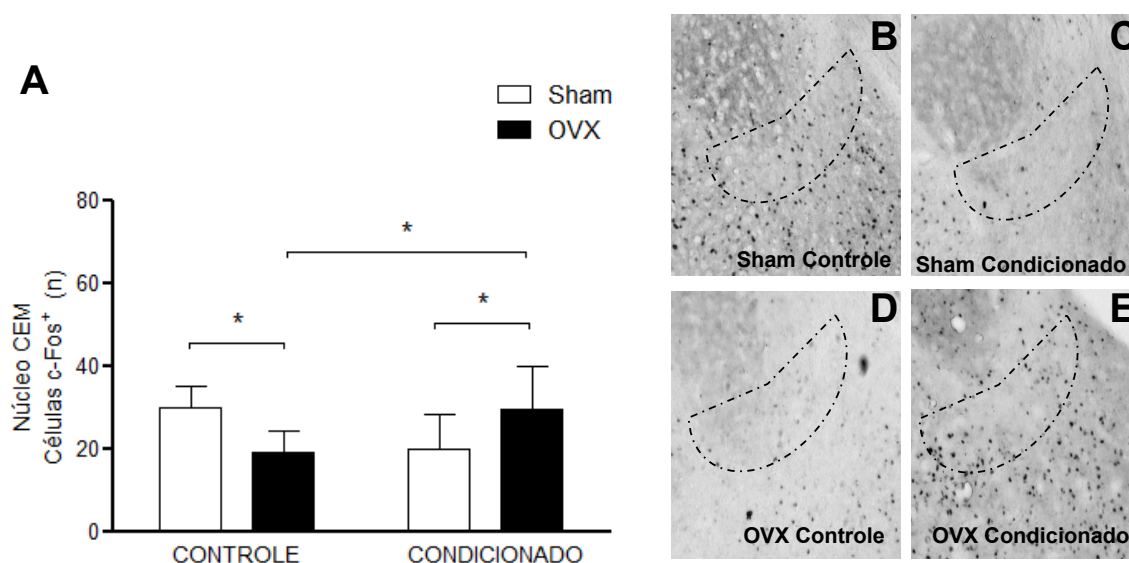 A
Sham
OVX
Núcleo CEM
Células c-Fos⁺ (n)
80
60
40
20
0
*
*
*
CONTROLE
CONDICIONADO
B
Sham Controle
C
Sham Condicionado
D
OVX Controle
E
OVX Condicionado